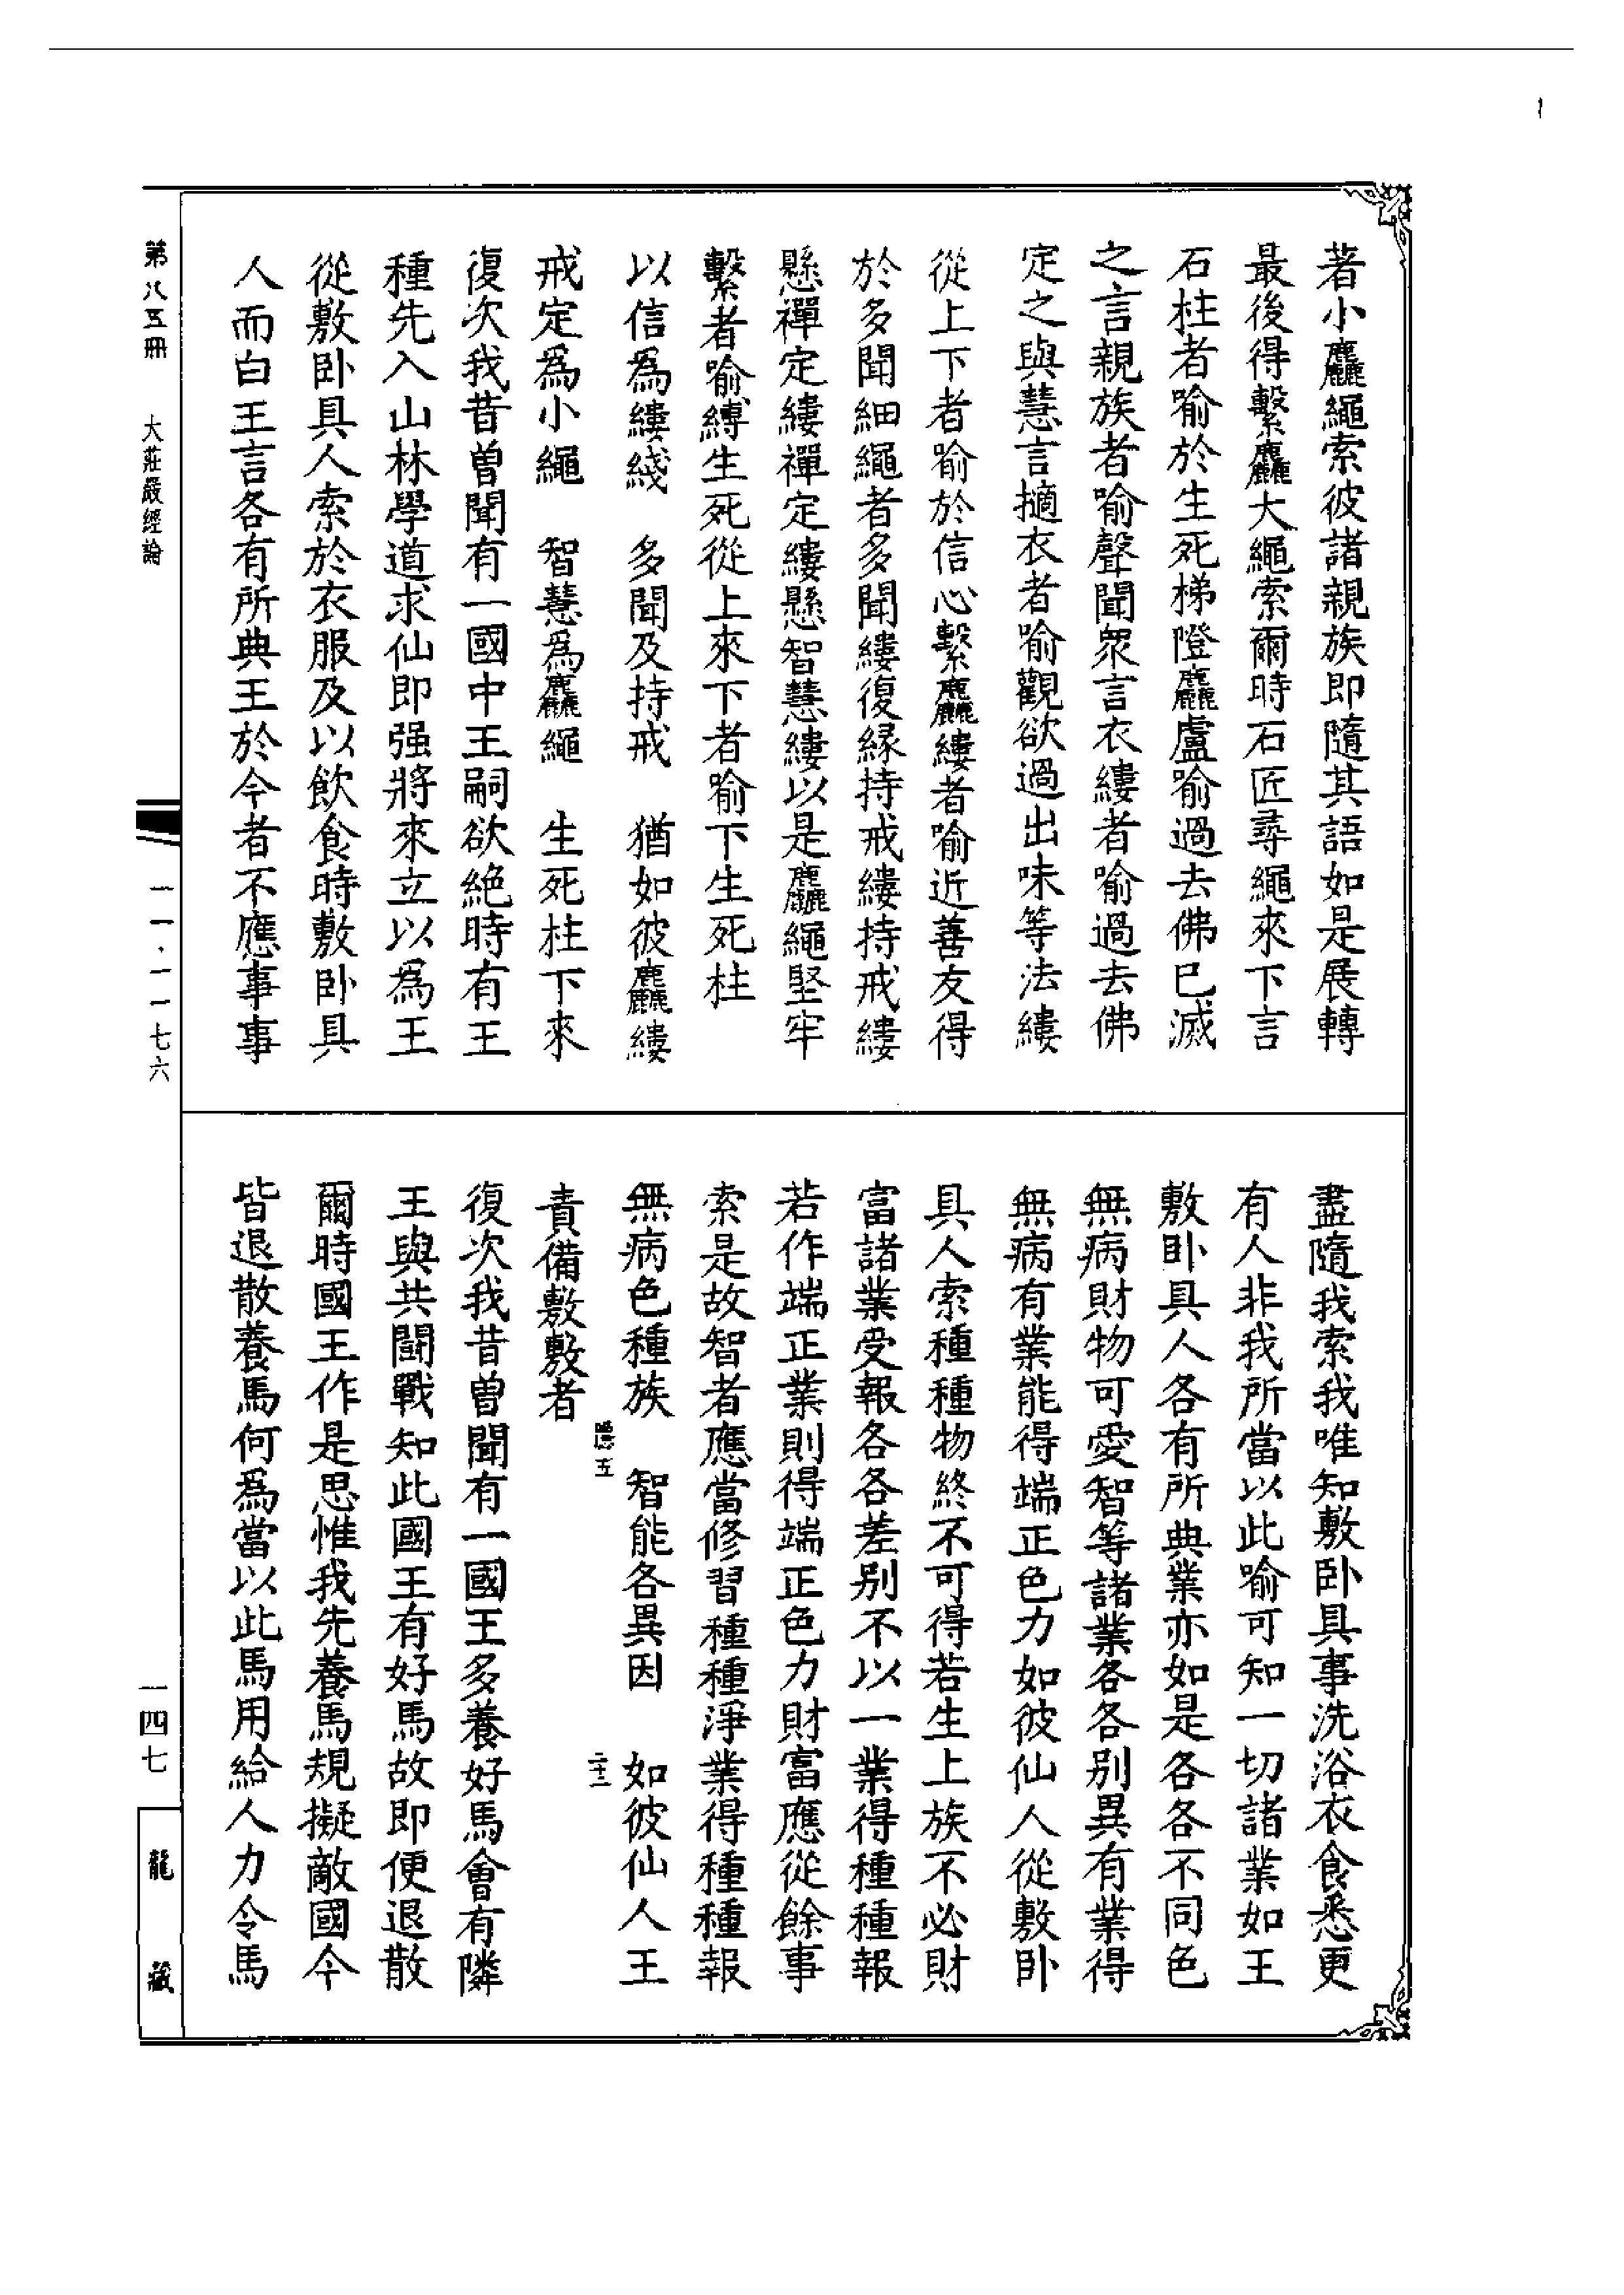 著小麤繩索彼諸親族即隨其語如是展轉
最後得繫麤大繩索爾時石匠尋繩來下言
石柱者喻於生死梯隥麤盧喻過去佛已滅
之言親族者喻聲聞眾言衣縷者喻過去佛
定之與慧言擿衣者喻觀欲過出味等法縷
從上下者喻於信心繫麤縷者喻近善友得
於多聞細繩者多聞縷復緣持戒縷持戒縷
懸禪定縷禪定縷懸智慧縷以是麤繩堅牢
繫者喻縛生死從上來下者喻下生死柱
以信為縷綫　多聞及持戒　猶如彼麤縷
戒定為小繩　智慧為麤繩　生死柱下來
復次我昔曾聞有一國中王嗣欲絕時有王
種先入山林學道求仙即强將來立以為王
從敷卧具人索於衣服及以飲食時敷卧具
人而白王言各有所典王於今者不應事事
盡隨我索我唯知敷卧具事洗浴衣食悉更
有人非我所當以此喻可知一切諸業如王
敷卧具人各有所典業亦如是各各不同色
無病財物可愛智等諸業各各别異有業得
無病有業能得端正色力如彼仙人從敷卧
具人索種種物終不可得若生上族不必財
富諸業受報各各差别不以一業得種種報
若作端正業則得端正色力財富應從餘事
索是故智者應當修習種種淨業得種種報
無病色種族　智能各異因　如彼仙人王
責備敷敷者
復次我昔曾聞有一國王多養好馬會有隣
王與共鬪戰知此國王有好馬故即便退散
爾時國王作是思惟我先養馬規擬敵國今
皆退散養馬何為當以此馬用給人力令馬
第八五冊　大莊嚴經論
一一·一一七六
一四七
龍藏